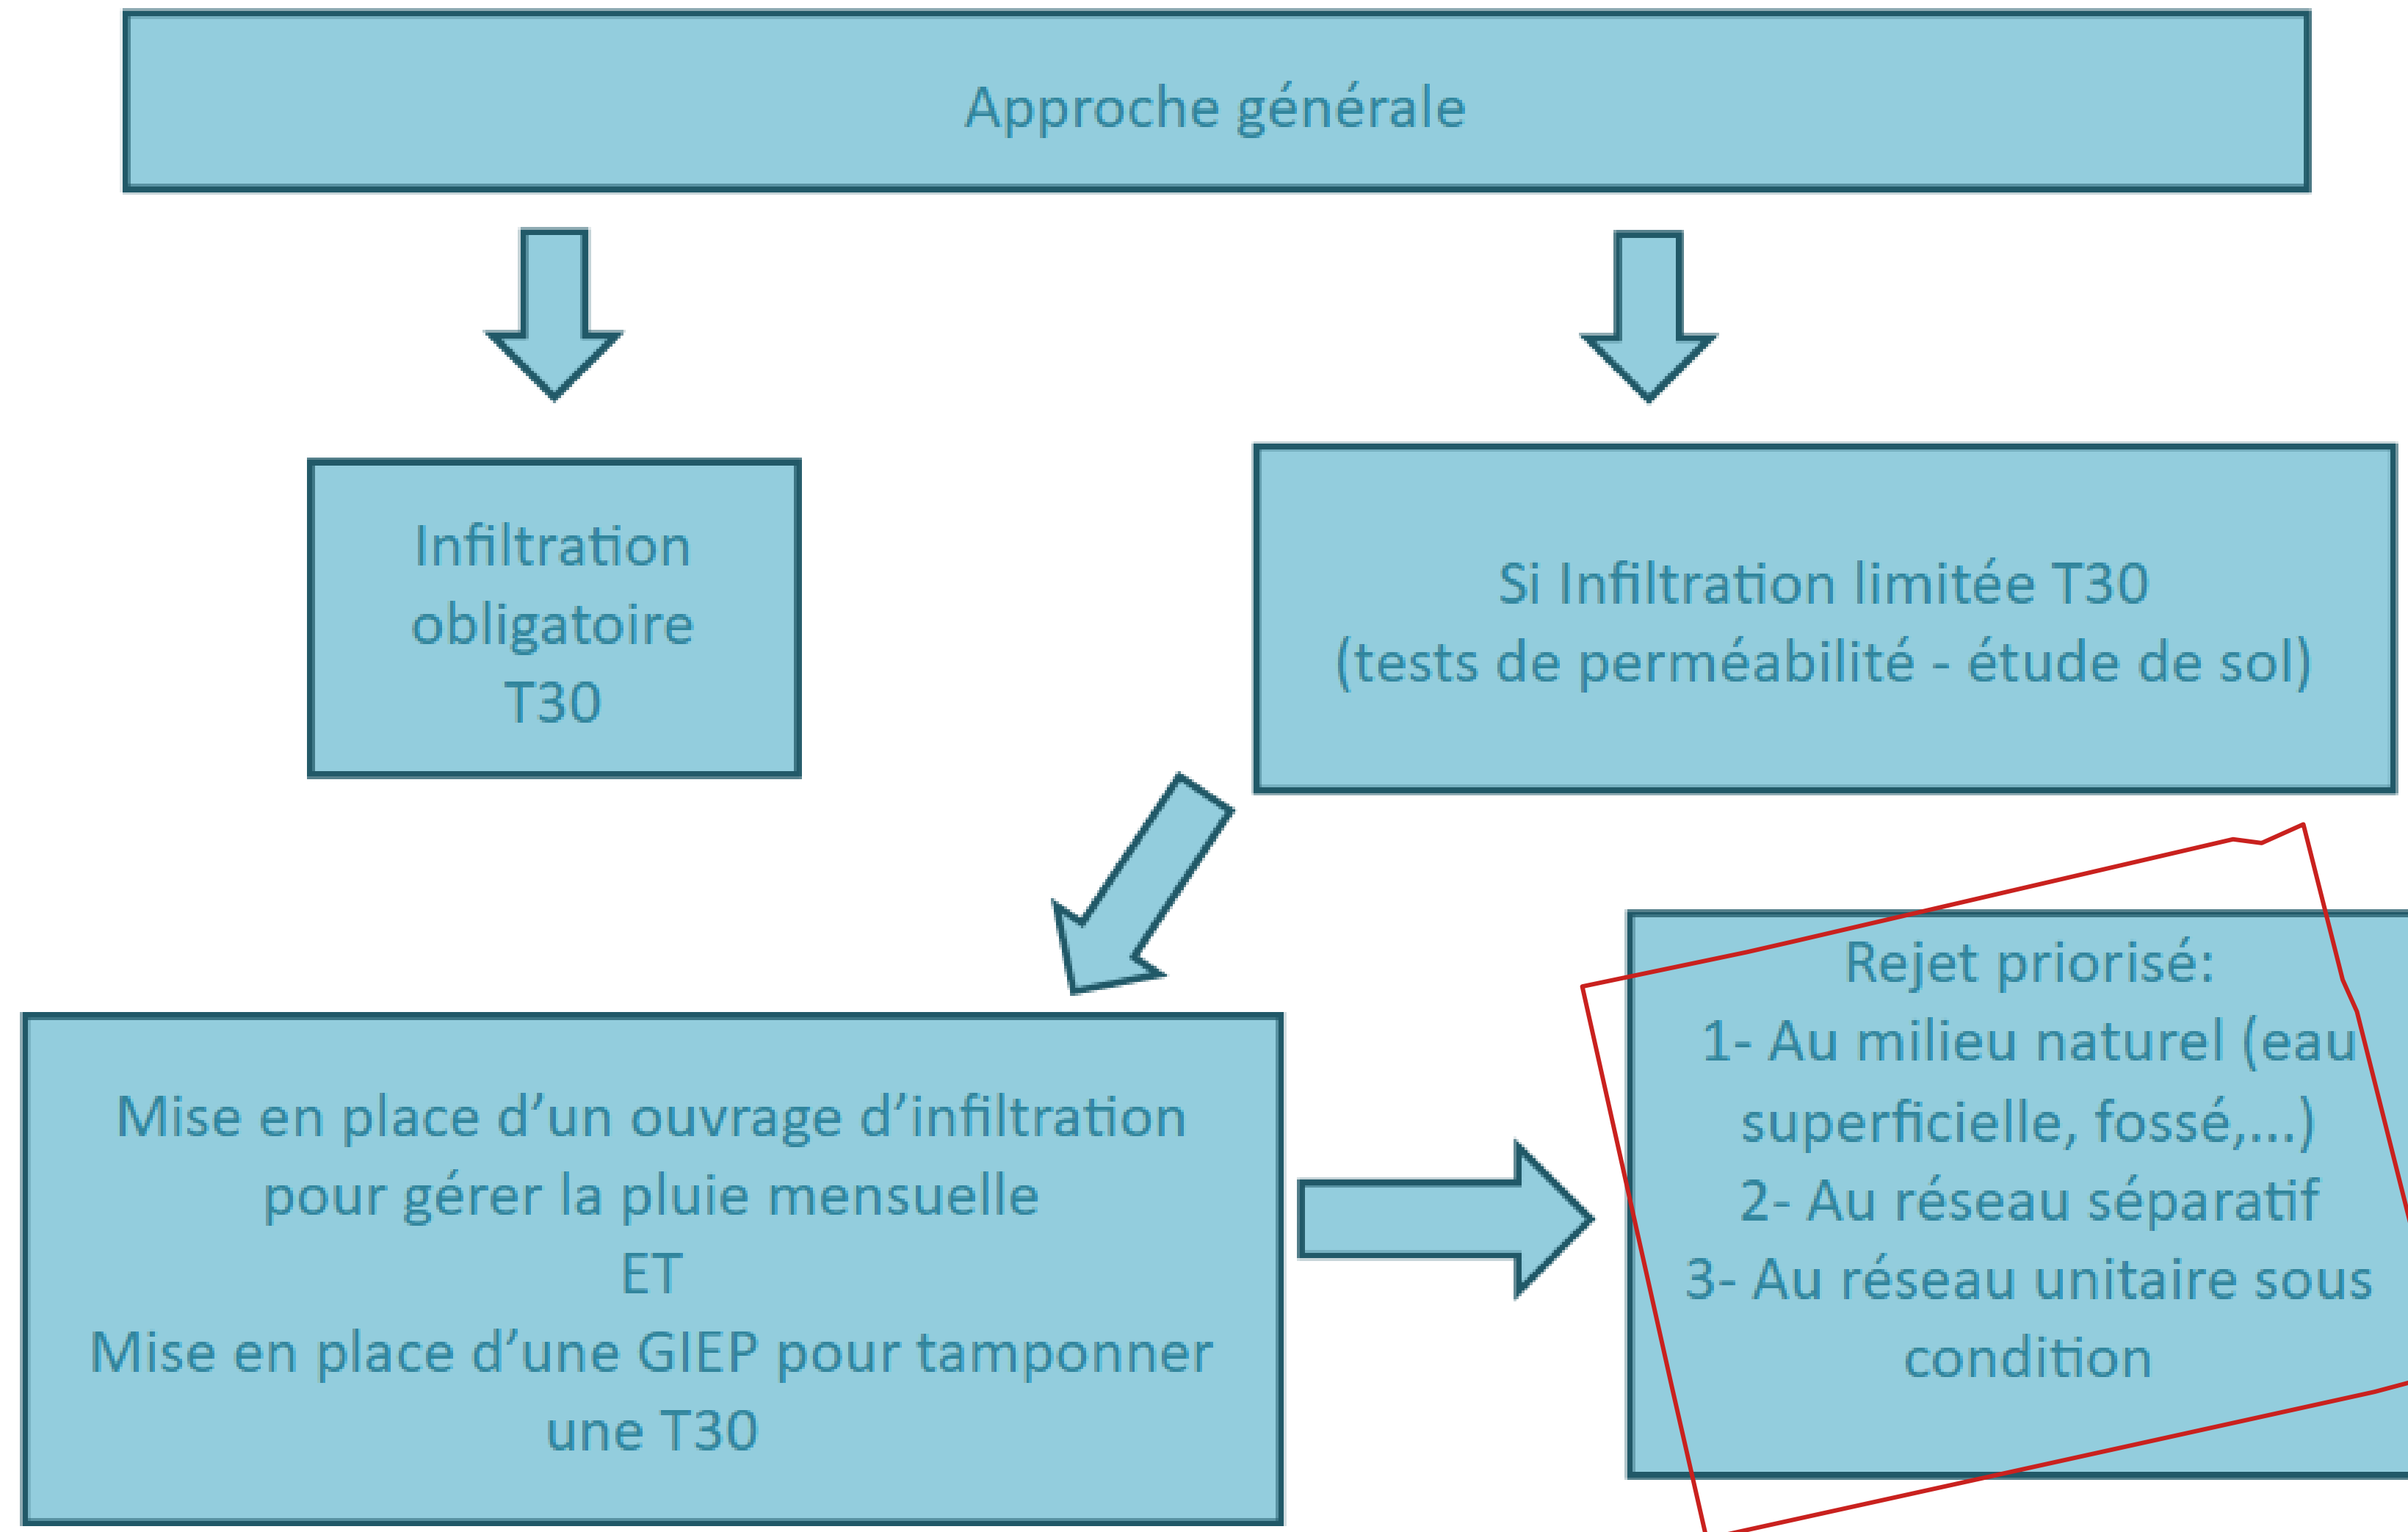 Approche générale
Infiltration
obligatoire
T30
Si Infiltration limitée T30
(tests de perméabilité - étude de sol)
Mise en place d’un ouvrage d’infiltration
pour gérer la pluie mensuelle
ET
Mise en place d’une GIEP pour tamponner
une T30
Rejet priorisé:
1- Au milieu naturel (eau
superficielle, fossé,...)
2- Au réseau séparatif
3- Au réseau unitaire sous
condition